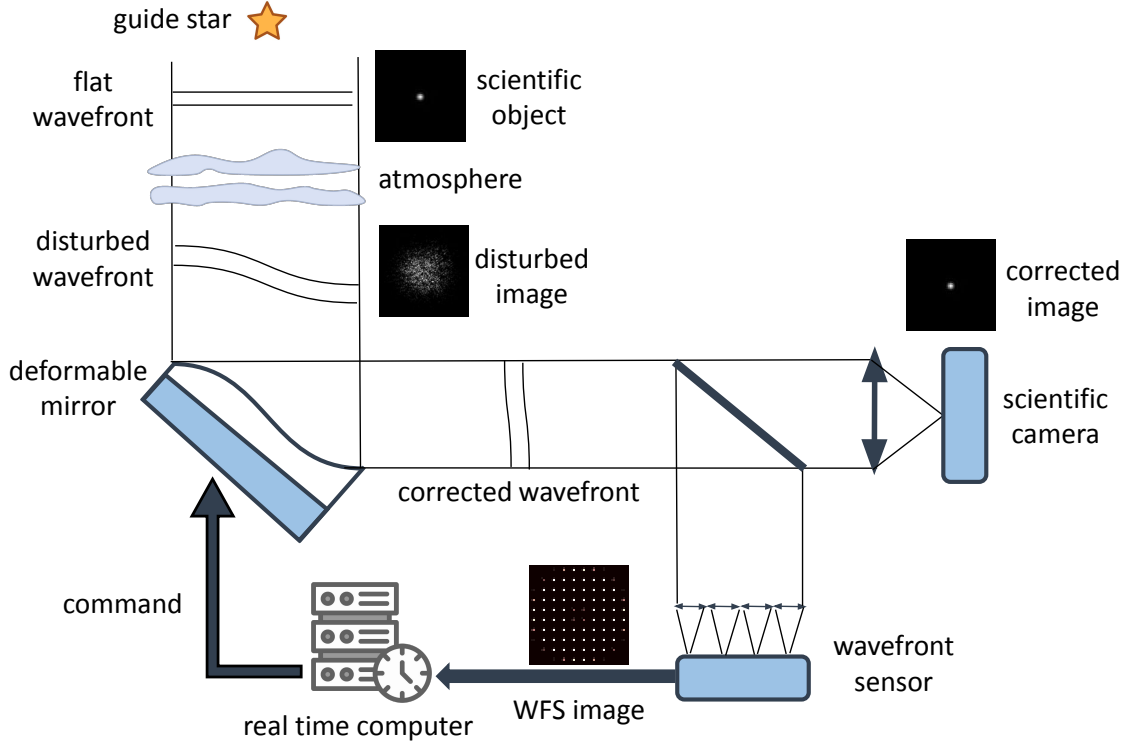 guide star
flat
wavefront
scientific
object
atmosphere
disturbed
wavefront
disturbed
image
corrected
image
deformable
mirror
scientific
camera
corrected wavefront
command
wavefront
sensor
WFS image
real time computer